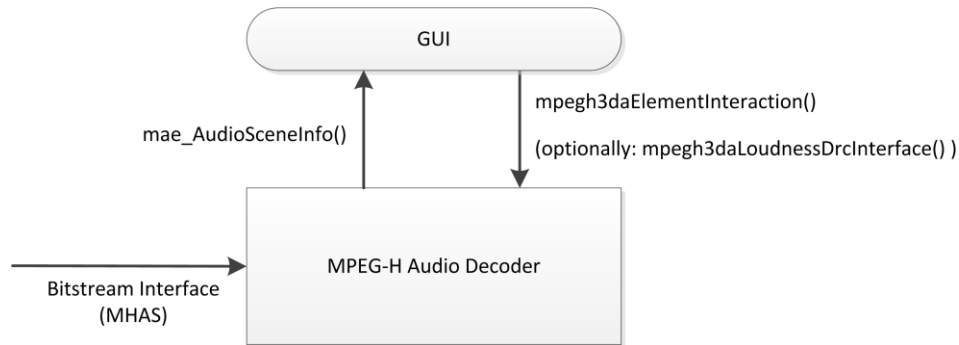 GUI
mae_AudioSceneInfo()
mpegh3daElementInteraction()
(optionally: mpegh3daLoudnessDrcInterface() )
MPEG-H Audio Decoder
Bitstream Interface
(MHAS)